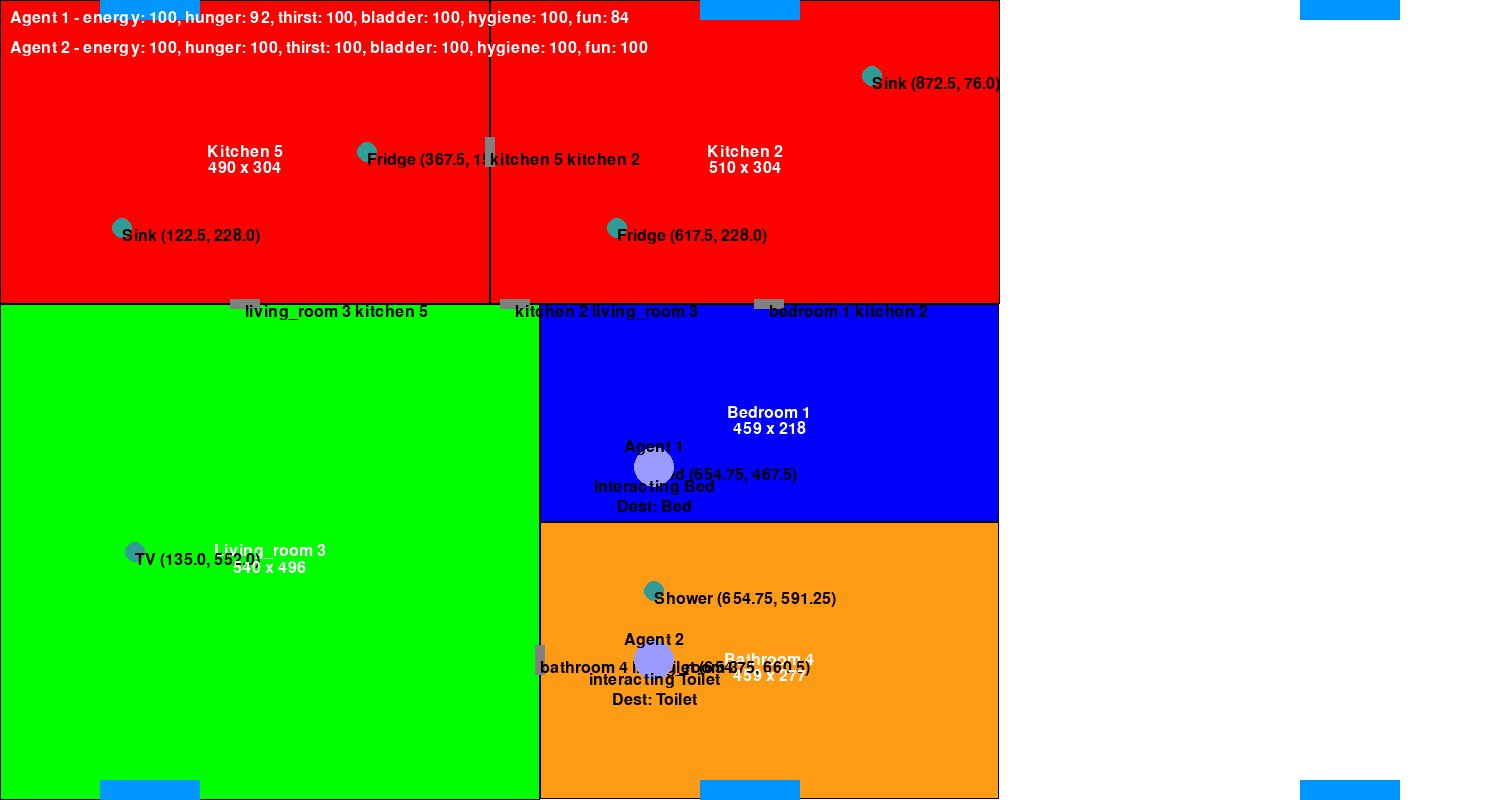 Agent 1 - energy: 100, hunger: 92, thirst: 100, bladder: 100, hygiene: 100, fun: 84
Agent 2 - energy: 100, hunger: 100, thirst: 100, bladder: 100, hygiene: 100, fun: 100
Sink (872.5, 76.0)
Kitchen 5
490 x 304
Fridge (367.5,
kitchen 5 kitchen 2
Kitchen 2
510 x 304
Sink (122.5, 228.0)
Fridge (617.5, 228.0)
living_room 3 kitchen 5
kitchen 2 living_room 3
bedroom 1 kitchen 2
Bedroom 1
459 x 218
Agent 1
(654.75, 467.5)
interacting Bed
Dest: Bed
Living_room 3
540 x 496
TV (135.0, 552.0)
Shower (654.75, 591.25)
Agent 2
bathroom 4
(654.75, 660.5)
Bathroom 4
459 x 277
interacting Toilet
Dest: Toilet